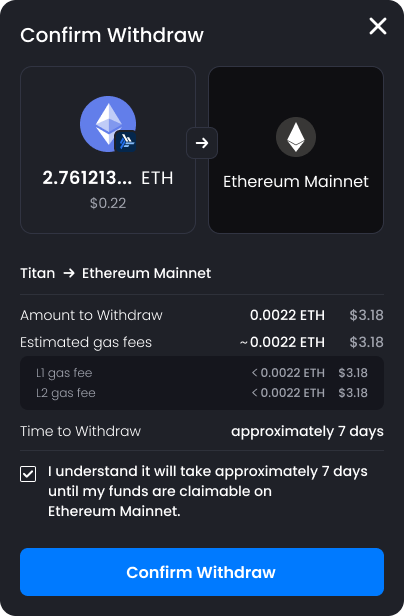 Confirm Withdraw
2.761213... ETH
$0.22
Ethereum Mainnet
Titan → Ethereum Mainnet
Amount to Withdraw 0.0022 ETH $3.18
Estimated gas fees ~0.0022 ETH $3.18
L1 gas fee < 0.0022 ETH $3.18
L2 gas fee < 0.0022 ETH $3.18
Time to Withdraw approximately 7 days
I understand it will take approximately 7 days
until my funds are claimable on
Ethereum Mainnet.
Confirm Withdraw